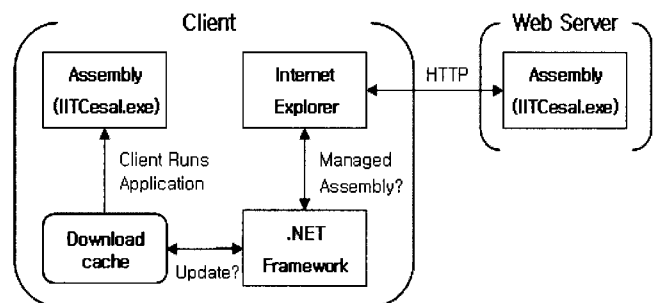 Client
Web Server
Assembly
(IITCesal.exe)
Internet
Explorer
HTTP
Assembly
(IITCesal.exe)
Client Runs
Application
Managed
Assembly?
Download
cache
Update?
.NET
Framework